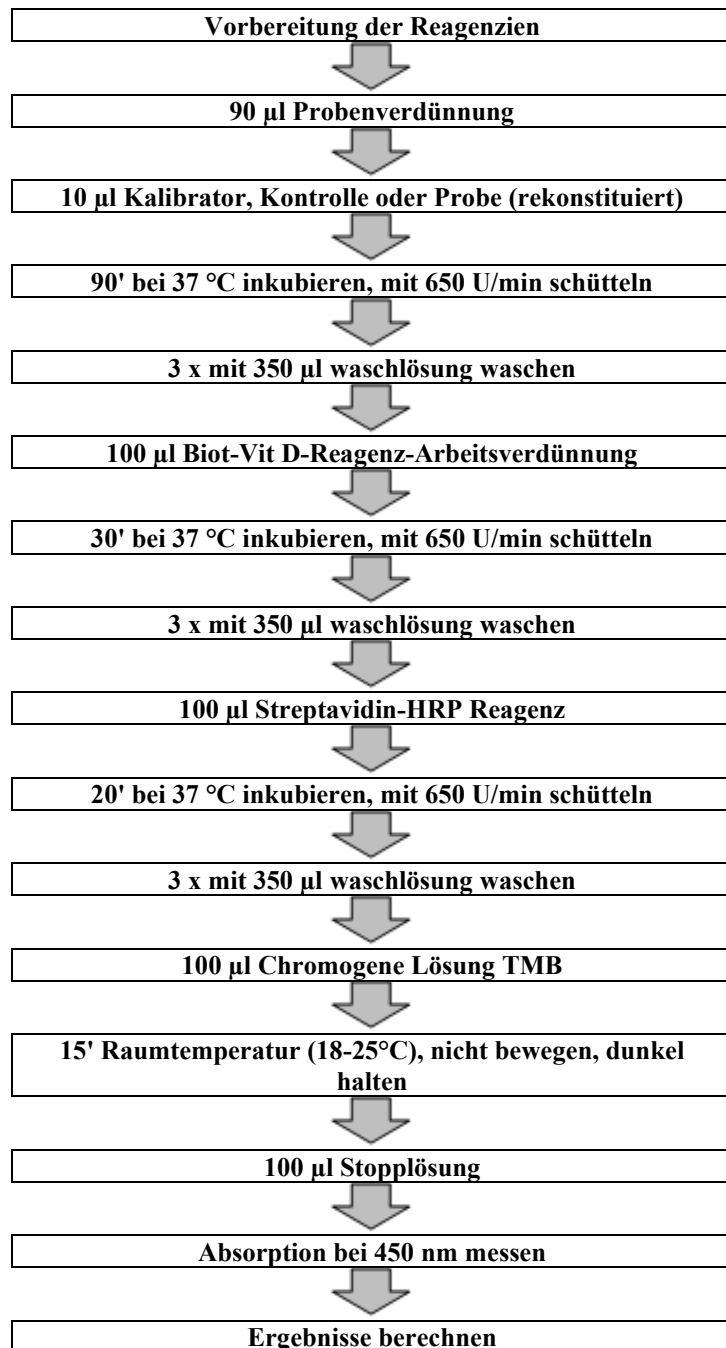 Vorbereitung der Reagenzien
90 µl Probenverdünnung
10 µl Kalibrator, Kontrolle oder Probe (rekonstituiert)
90' bei 37 °C inkubieren, mit 650 U/min schütteln
3 x mit 350 µl waschlösung waschen
100 µl Biot-Vit D-Reagenz-Arbeitsverdünnung
30' bei 37 °C inkubieren, mit 650 U/min schütteln
3 x mit 350 µl waschlösung waschen
100 µl Streptavidin-HRP Reagenz
20' bei 37 °C inkubieren, mit 650 U/min schütteln
3 x mit 350 µl waschlösung waschen
100 µl Chromogene Lösung TMB
15' Raumtemperatur (18-25°C), nicht bewegen, dunkel
halten
100 µl Stopplösung
Absorption bei 450 nm messen
Ergebnisse berechnen